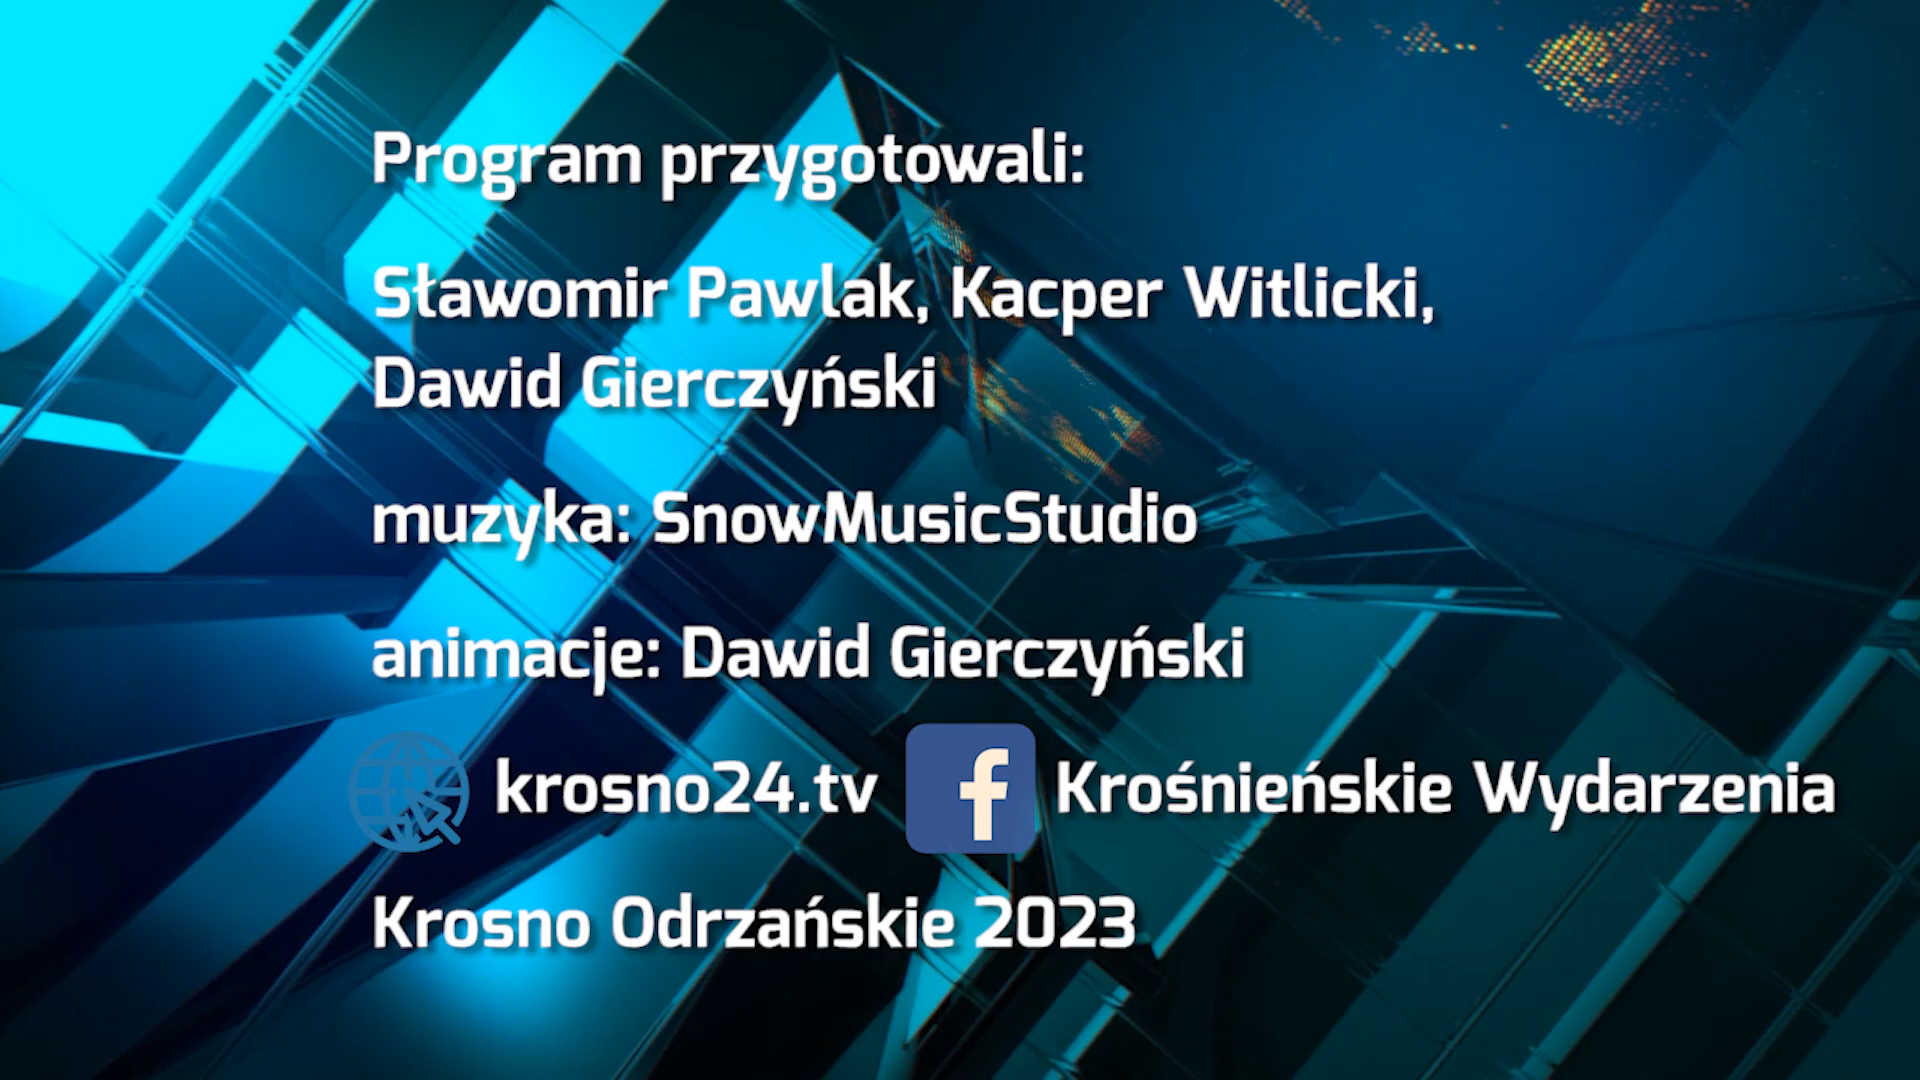 Program przygotowali:
Sławomir Pawlak, Kacper Witlicki,
Dawid Gierczyński
muzyka: SnowMusicStudio
animacje: Dawid Gierczyński
krosno24.tv f Krośnieńskie Wydarzenia
Krosno Odrzańskie 2023